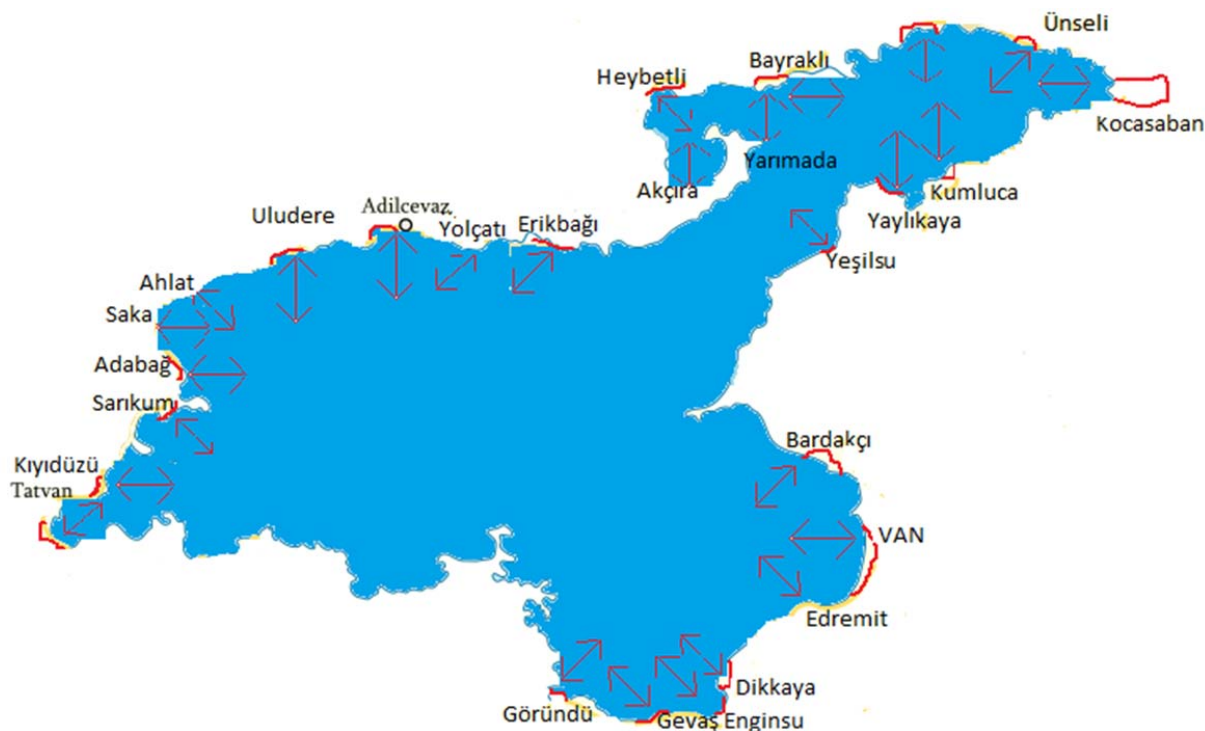 Ünseli
Bayraklı
Heybetli
Kocasaban
Yarımada
Akçıra
Kumluca
Yaylıkaya
Adilcevaz
Uludere
Yolçatı
Erikbağı
Yeşilsu
Ahlat
Saka
Adabağ
Sarıkum
Bardakçı
Kıyıdüzü
Tatvan
VAN
Edremit
Dikkaya
Göründü
Gevaş Enginsu